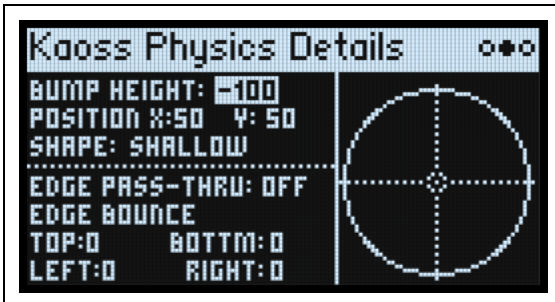 Kaoss Physics Details
BUMP HEIGHT: -100
POSITION X:50 Y: 50
SHAPE: SHALLOW
EDGE PASS-THRU: OFF
EDGE BOUNCE
TOP:0 BOTTM:0
LEFT:0 RIGHT:0